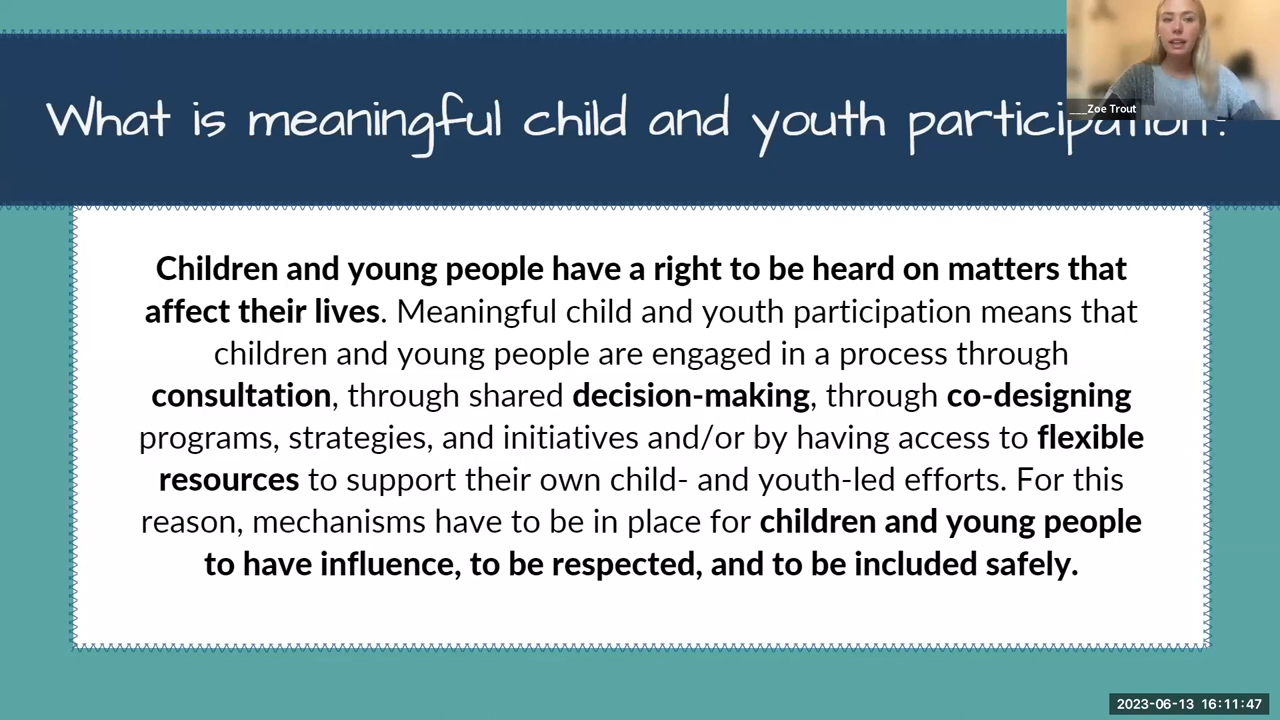 What is meaningful child and youth participation?
Zoe Trout
Children and young people have a right to be heard on matters that
affect their lives. Meaningful child and youth participation means that
children and young people are engaged in a process through
consultation, through shared decision-making, through co-designing
programs, strategies, and initiatives and/or by having access to flexible
resources to support their own child- and youth-led efforts. For this
reason, mechanisms have to be in place for children and young people
to have influence, to be respected, and to be included safely.
2023-06-13 16:11:47